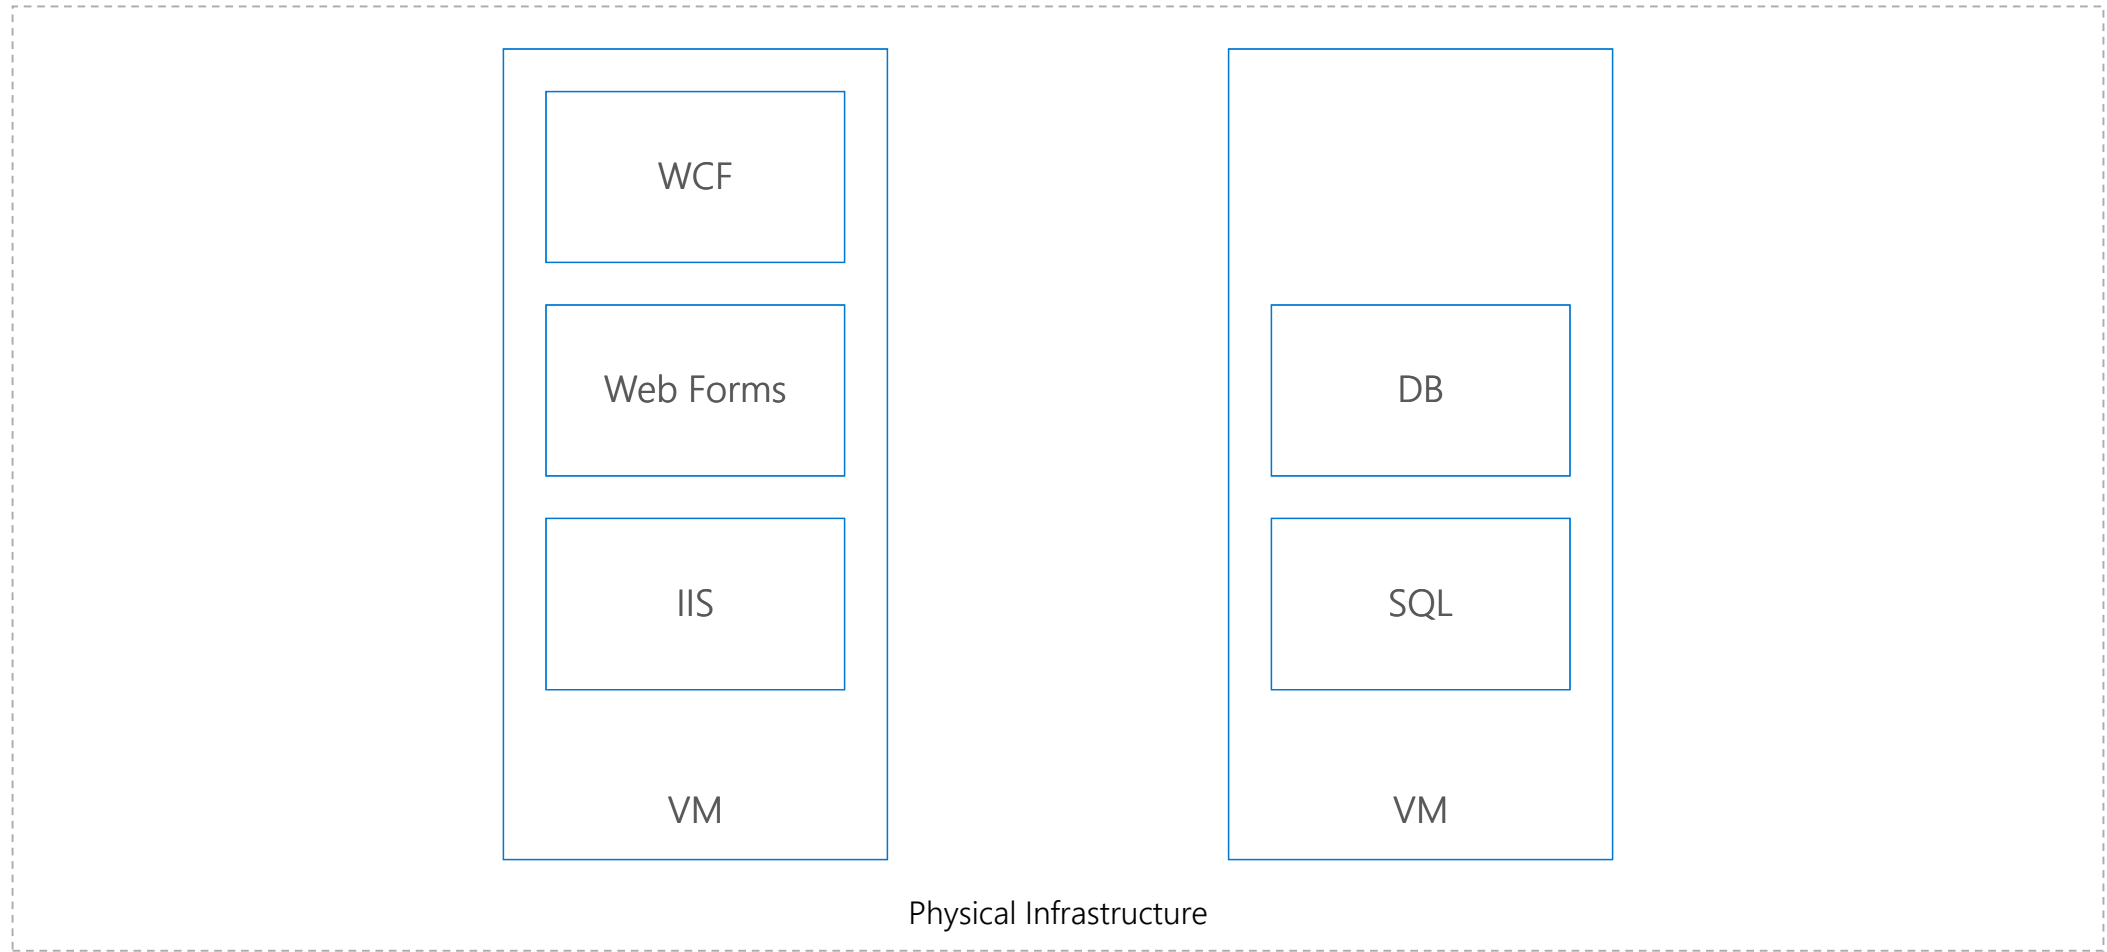 WCF
Web Forms
IIS
VM
DB
SQL
VM
Physical Infrastructure